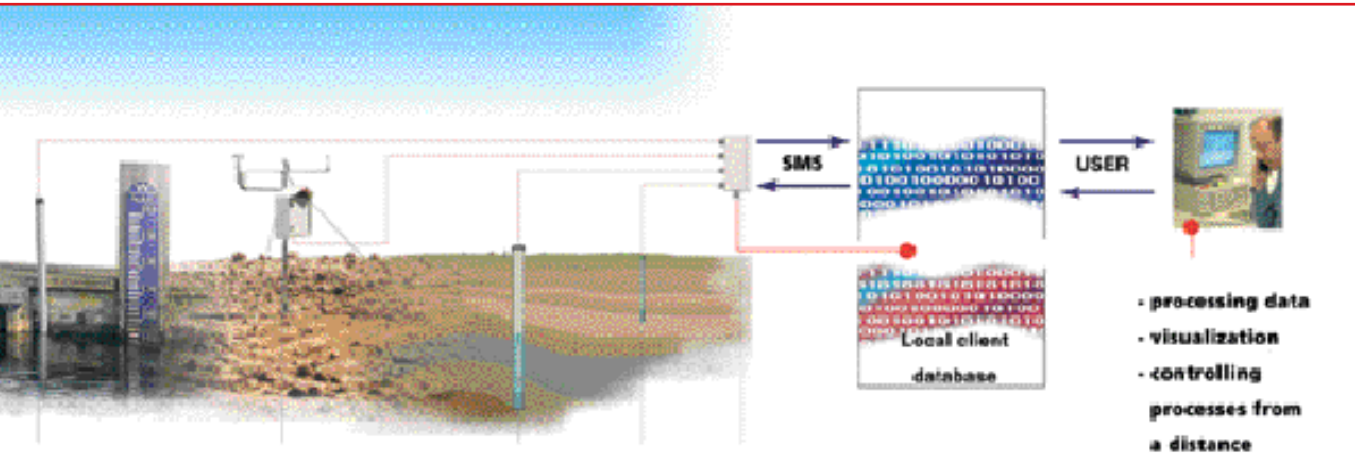 SMS
USER
Local client
database
- processing data
- visualization
- controlling
processes from
a distance